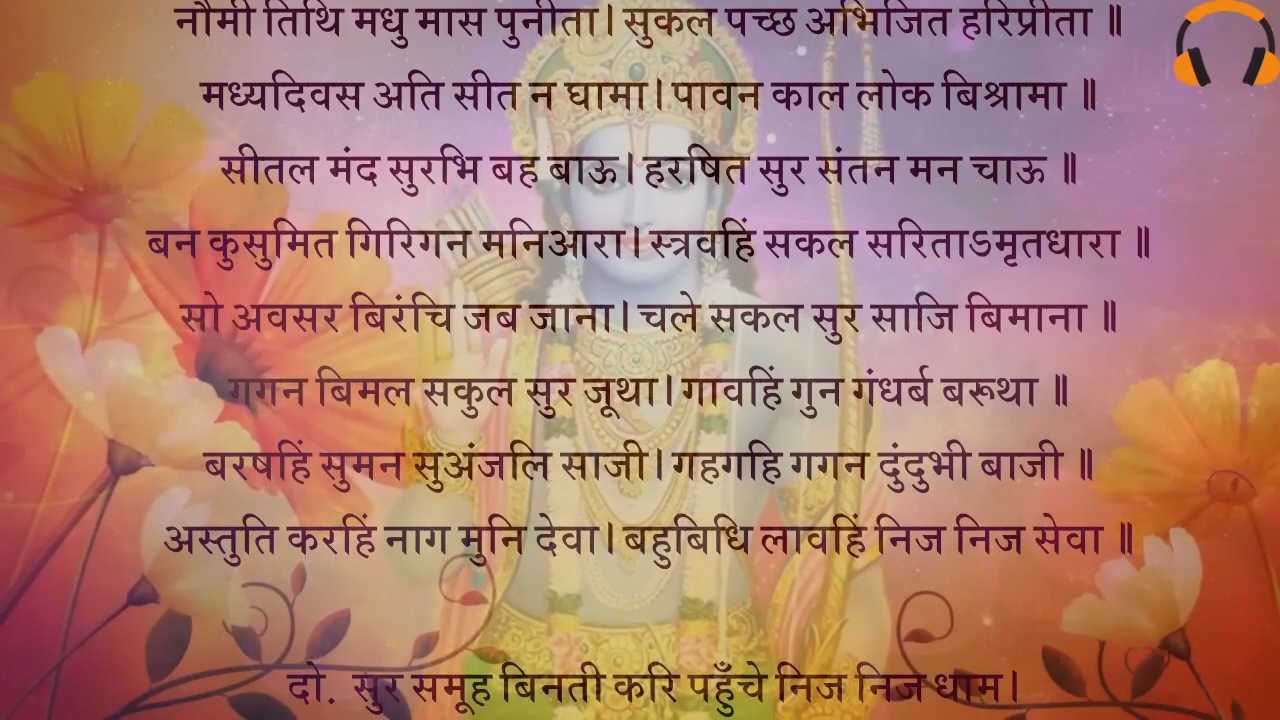 नौमी तिथि मधु मास पुनीता। सुकल पच्छ अभिजित हरिप्रीता ॥
मध्यदिवस अति सीत न घामा। पावन काल लोक बिश्रामा ॥
सीतल मंद सुरभि बह बाऊ। हरषित सुर संतन मन चाऊ ॥
बन कुसुमित गिरिगन मनिआरा। स्त्रवहिं सकल सरिताऽमृतधारा ॥
सो अवसर बिरंचि जब जाना। चले सकल सुर साजि बिमाना ॥
गगन बिमल सकुल सुर जूथा। गावहिं गुन गंधर्ब बरूथा ॥
बरषहिं सुमन सुअंजलि साजी। गहगहि गगन दुंदुभी बाजी ॥
अस्तुति करहिं नाग मुनि देवा। बहुबिधि लावहिं निज निज सेवा ॥
दो. सुर समूह बिनती करि पहुँचे निज निज धाम।